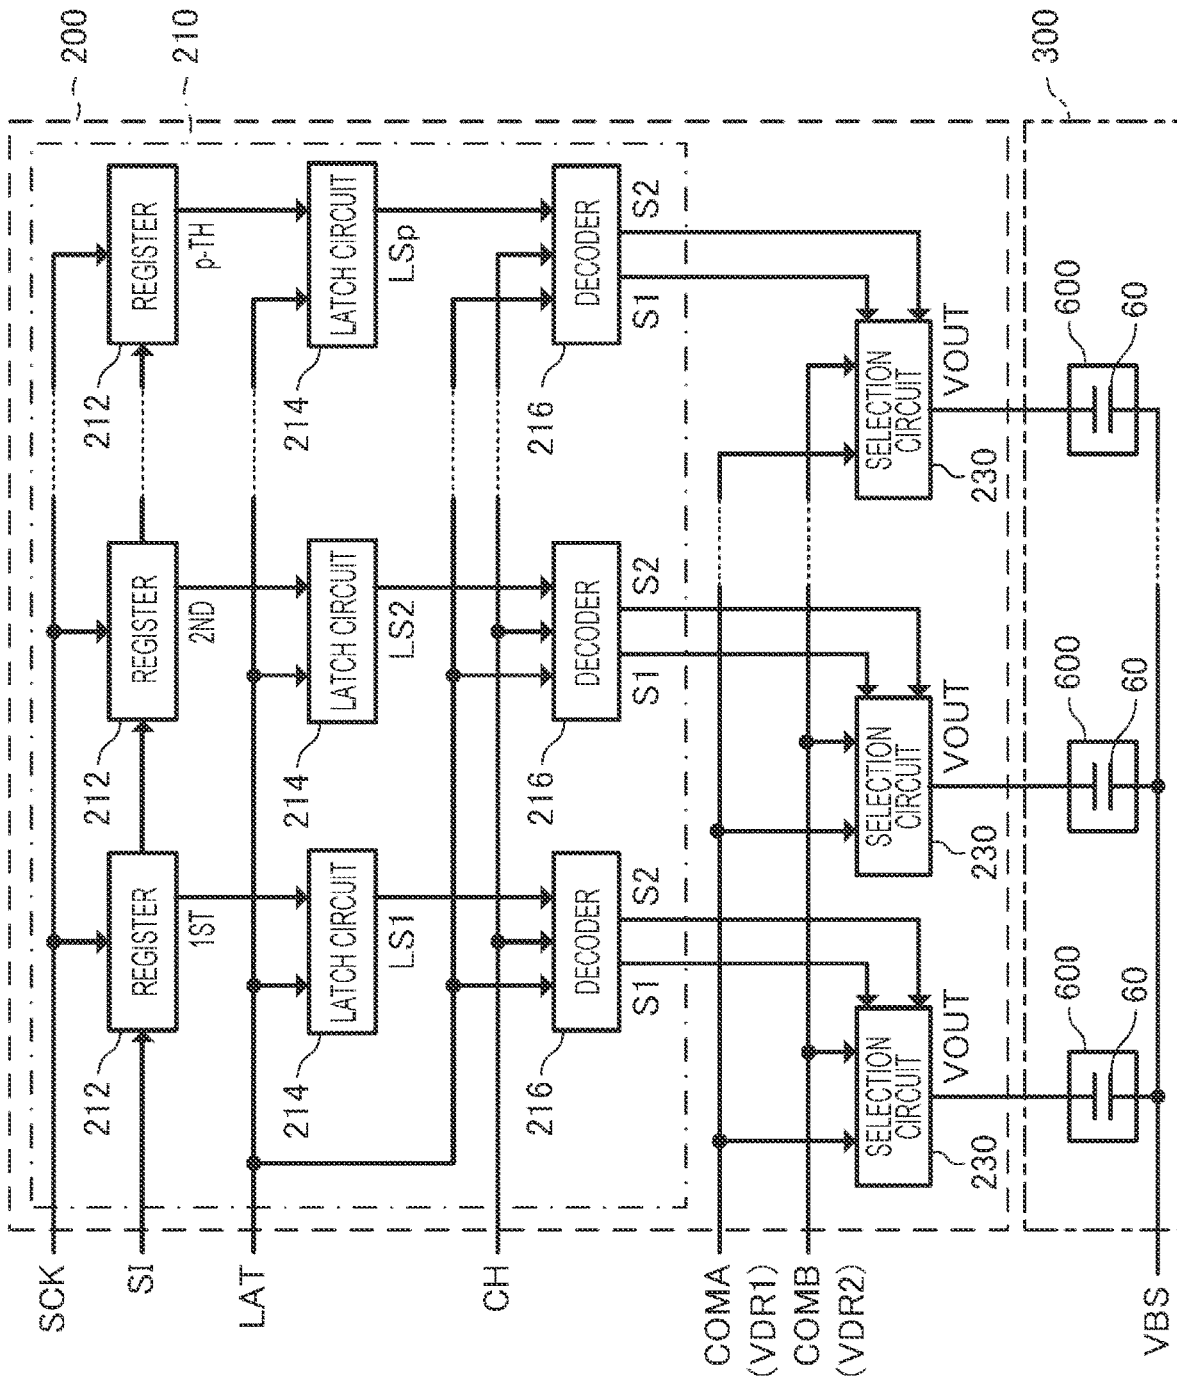 200
210
SCK
212
REGISTER
1ST
212
REGISTER
2ND
212
REGISTER
p-TH
SI
LAT
214
LATCH CIRCUIT
LS1
214
LATCH CIRCUIT
LS2
214
LATCH CIRCUIT
LSp
CH
216
DECODER
S1
S2
216
DECODER
S1
S2
216
DECODER
S1
S2
COMA
(VDR1)
COMB
(VDR2)
SELECTION
CIRCUIT
230
VOUT
SELECTION
CIRCUIT
230
VOUT
SELECTION
CIRCUIT
230
VOUT
300
600
60
600
60
600
60
VBS